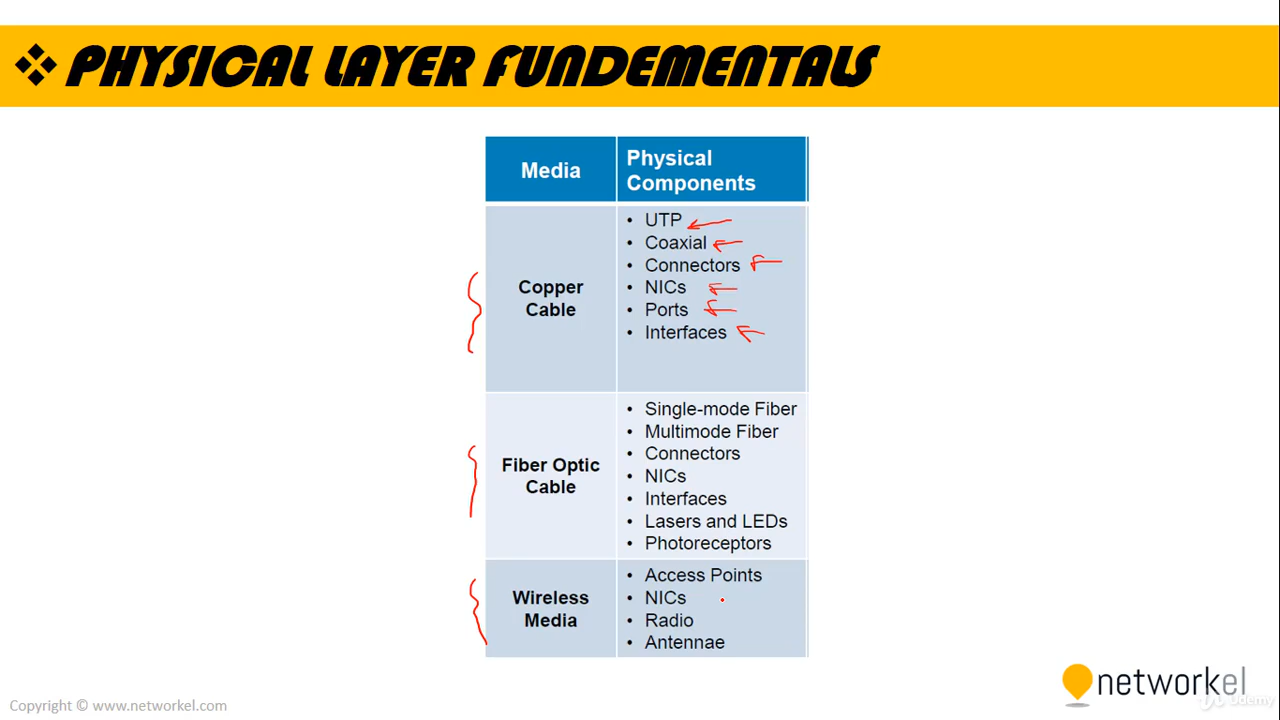 ❖ PHYSICAL LAYER FUNDEMENTALS
Media
Physical
Components
Copper
Cable
• UTP
• Coaxial
• Connectors
• NICs
• Ports
• Interfaces
Fiber Optic
Cable
• Single-mode Fiber
• Multimode Fiber
• Connectors
• NICs
• Interfaces
• Lasers and LEDs
• Photoreceptors
Wireless
Media
• Access Points
• NICs
• Radio
• Antennae
Copyright © www.networkel.com
networkel
Udemy